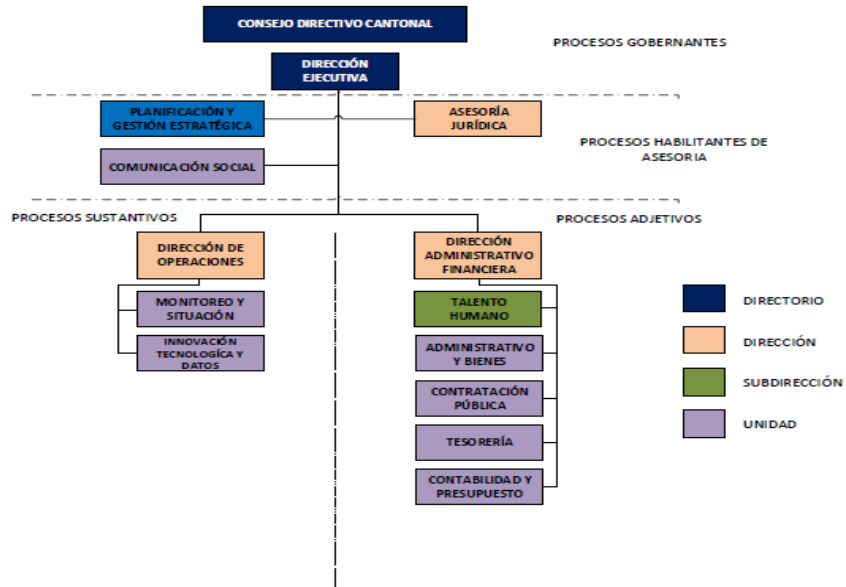 CONSEJO DIRECTIVO CANTONAL
PROCESOS GOBERNANTES
DIRECCIÓN
EJECUTIVA
PLANIFICACIÓN Y
GESTIÓN ESTRATÉGICA
ASESORÍA
JURÍDICA
PROCESOS HABILITANTES DE
ASESORIA
COMUNICACIÓN SOCIAL
PROCESOS SUSTANTIVOS
PROCESOS ADJETIVOS
DIRECCIÓN DE
OPERACIONES
MONITOREO Y
SITUACIÓN
INNOVACIÓN
TECNOLOGÍCA Y
DATOS
DIRECCIÓN
ADMINISTRATIVO
FINANCIERA
TALENTO
HUMANO
ADMINISTRATIVO
Y BIENES
CONTRATACIÓN
PÚBLICA
TESORERÍA
CONTABILIDAD Y
PRESUPUESTO
DIRECTORIO
DIRECCIÓN
SUBDIRECCIÓN
UNIDAD